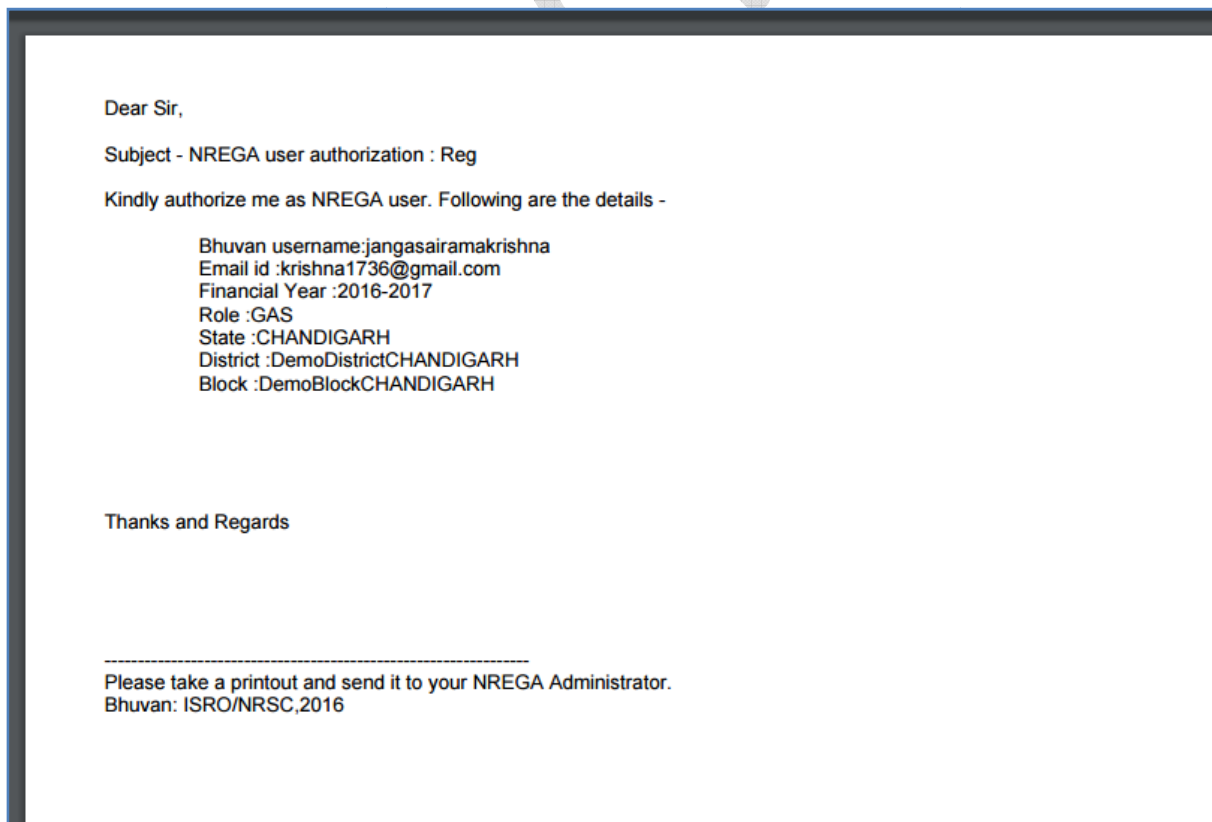 Dear Sir,
Subject - NREGA user authorization : Reg
Kindly authorize me as NREGA user. Following are the details -
Bhuvan username:jangasairamakrishna
Email id :krishna1736@gmail.com
Financial Year :2016-2017
Role :GAS
State :CHANDIGARH
District :DemoDistrictCHANDIGARH
Block :DemoBlockCHANDIGARH
Thanks and Regards
----------------------------------------------------------------
Please take a printout and send it to your NREGA Administrator.
Bhuvan: ISRO/NRSC,2016